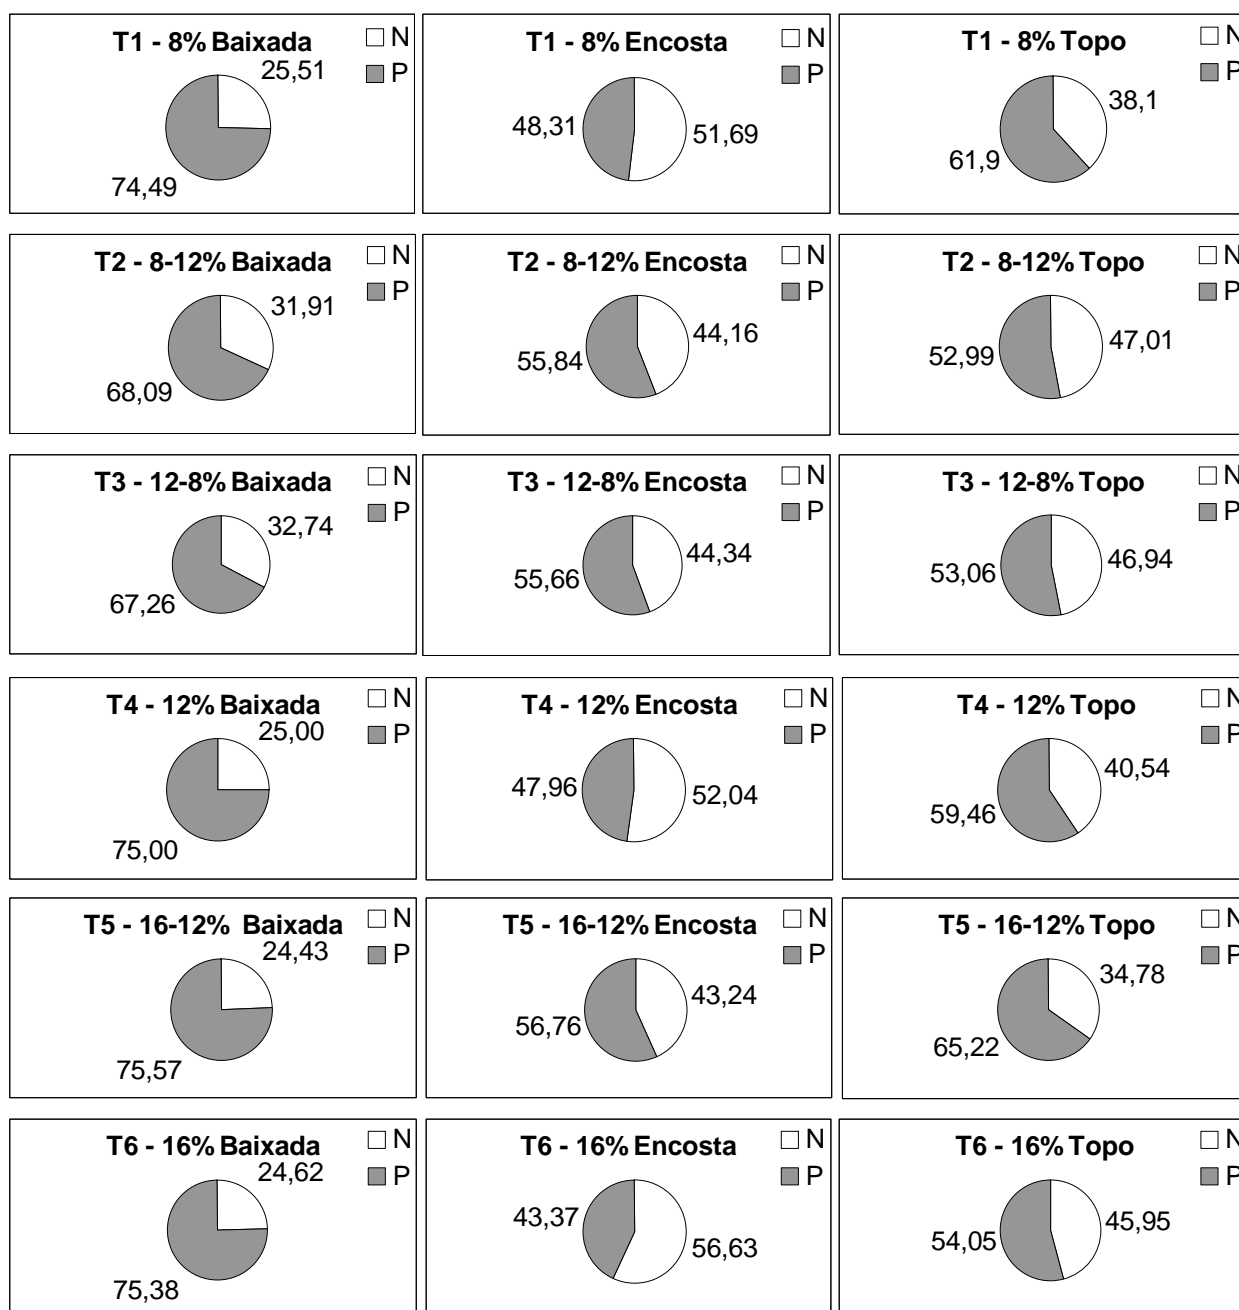 T1 - 8% Baixada
N
P
25,51
74,49
T1 - 8% Encosta
N
P
48,31
51,69
T1 - 8% Topo
N
P
38,1
61,9
T2 - 8-12% Baixada
N
P
31,91
68,09
T2 - 8-12% Encosta
N
P
44,16
55,84
T2 - 8-12% Topo
N
P
47,01
52,99
T3 - 12-8% Baixada
N
P
32,74
67,26
T3 - 12-8% Encosta
N
P
44,34
55,66
T3 - 12-8% Topo
N
P
46,94
53,06
T4 - 12% Baixada
N
P
25,00
75,00
T4 - 12% Encosta
N
P
47,96
52,04
T4 - 12% Topo
N
P
40,54
59,46
T5 - 16-12% Baixada
N
P
24,43
75,57
T5 - 16-12% Encosta
N
P
43,24
56,76
T5 - 16-12% Topo
N
P
34,78
65,22
T6 - 16% Baixada
N
P
24,62
75,38
T6 - 16% Encosta
N
P
43,37
56,63
T6 - 16% Topo
N
P
45,95
54,05